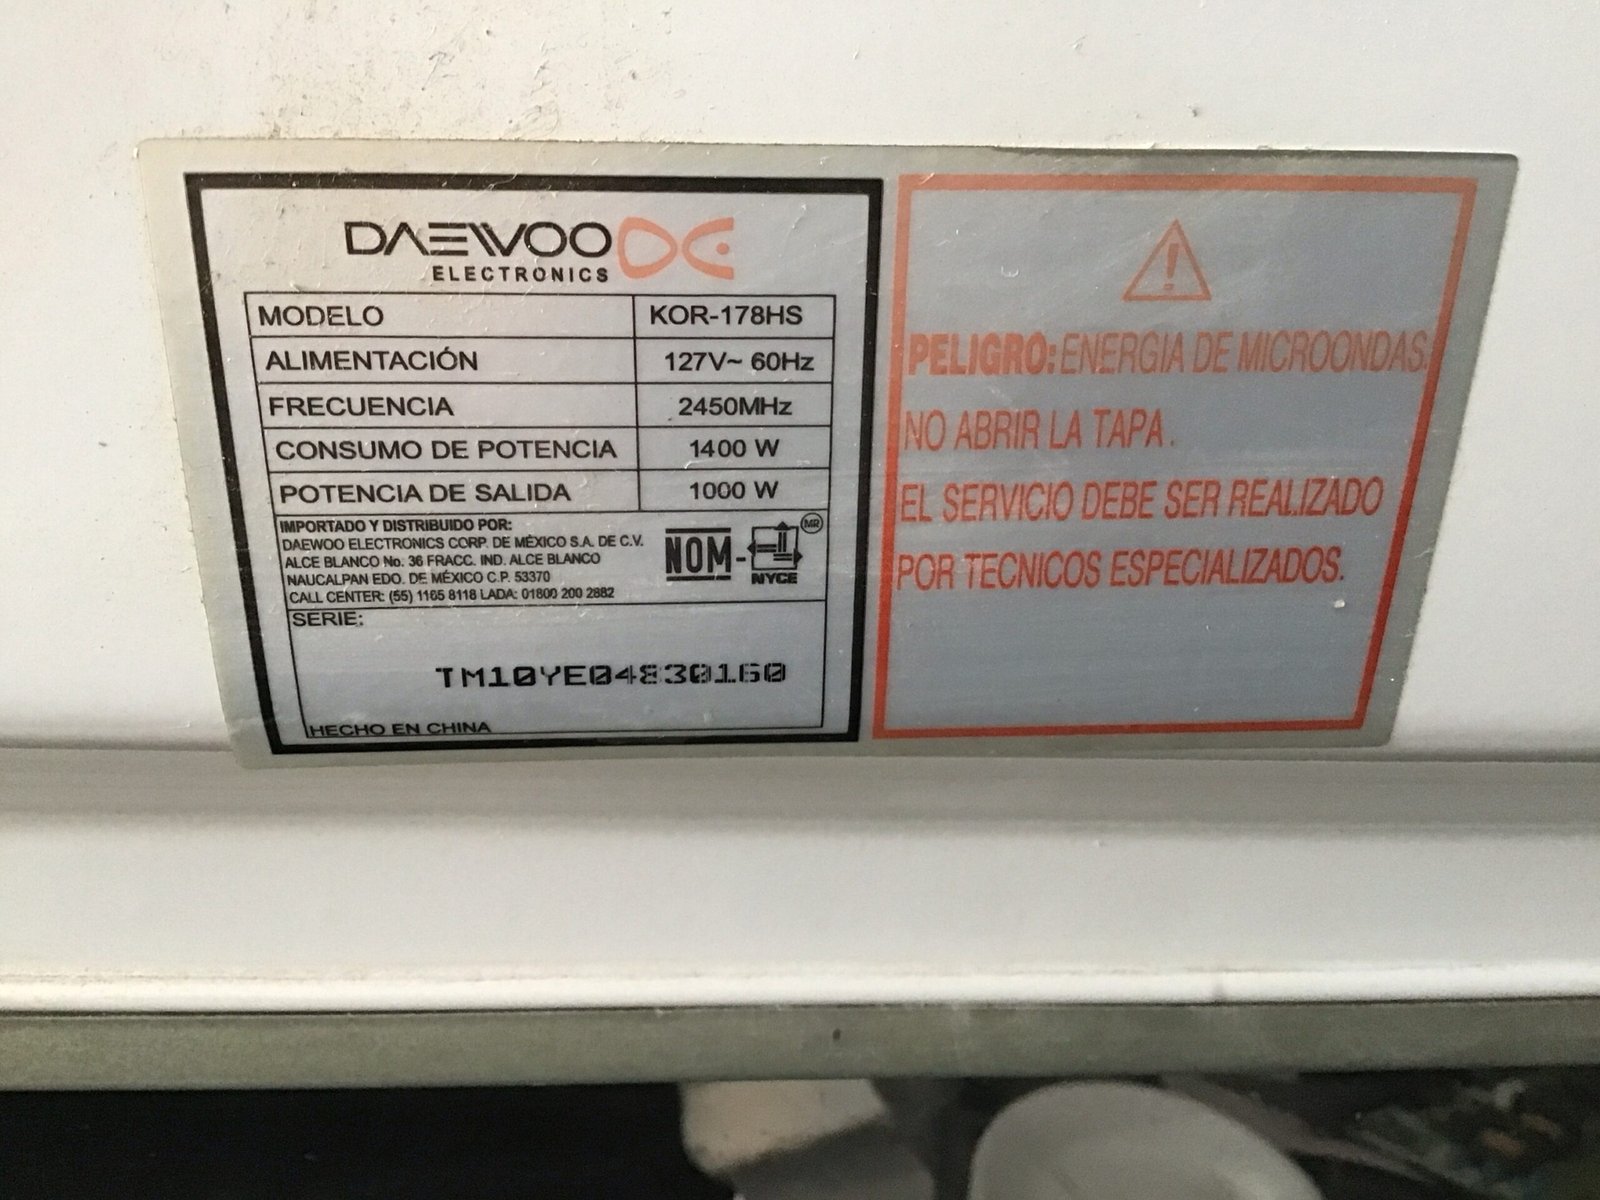 DAEWOO
ELECTRONICS
MODELO KOR-178HS
ALIMENTACIÓN 127V~ 60Hz
FRECUENCIA 2450MHz
CONSUMO DE POTENCIA 1400 W
POTENCIA DE SALIDA 1000 W
IMPORTADO Y DISTRIBUIDO POR:
DAEWOO ELECTRONICS CORP. DE MÉXICO S.A. DE C.V.
ALCE BLANCO No. 36 FRACC. IND. ALCE BLANCO
NAUCALPAN EDO. DE MÉXICO C.P. 53370
CALL CENTER: (55) 1165 8118 LADA: 01800 200 2882
NOM-
MR
NYCE
SERIE:
TM10YE04830160
HECHO EN CHINA
PELIGRO: ENERGIA DE MICROONDAS.
NO ABRIR LA TAPA.
EL SERVICIO DEBE SER REALIZADO
POR TECNICOS ESPECIALIZADOS.